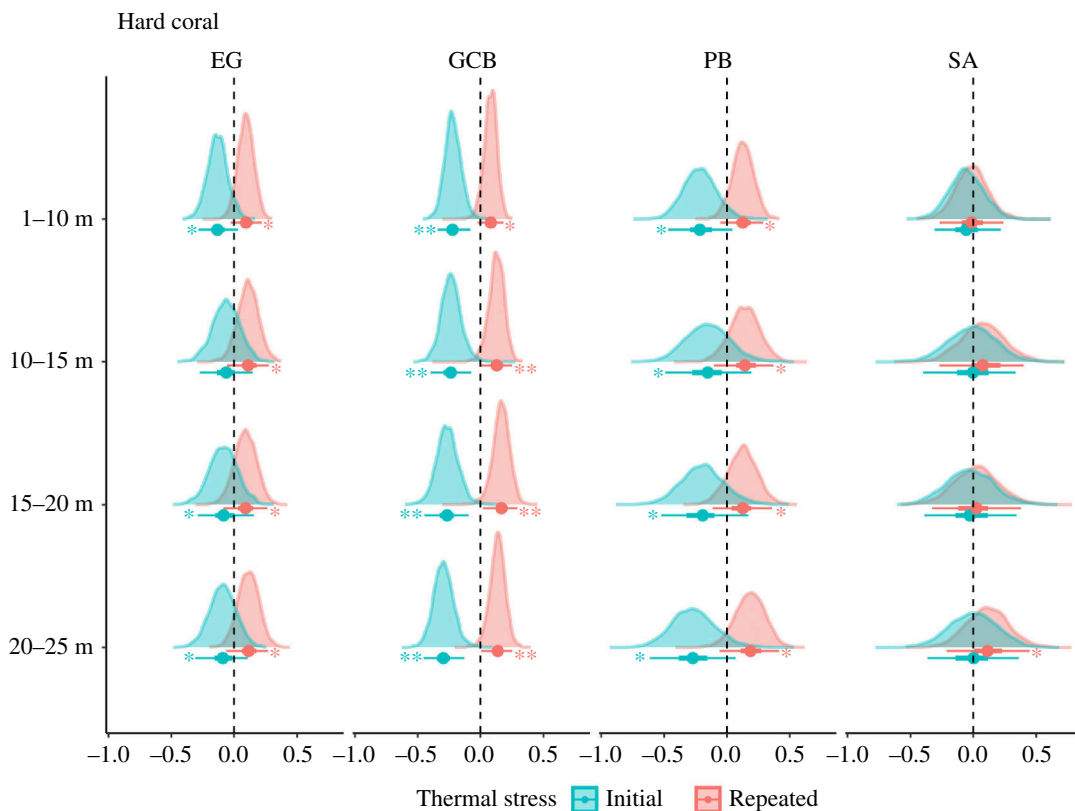 Hard coral
EG GCB PB SA
1–10 m * * ** * * *
10–15 m * ** ** * *
15–20 m * * ** ** * *
20–25 m * * ** ** * * *
–1.0 –0.5 0.0 0.5 –1.0 –0.5 0.0 0.5 –1.0 –0.5 0.0 0.5 –1.0 –0.5 0.0 0.5
Thermal stress Initial Repeated